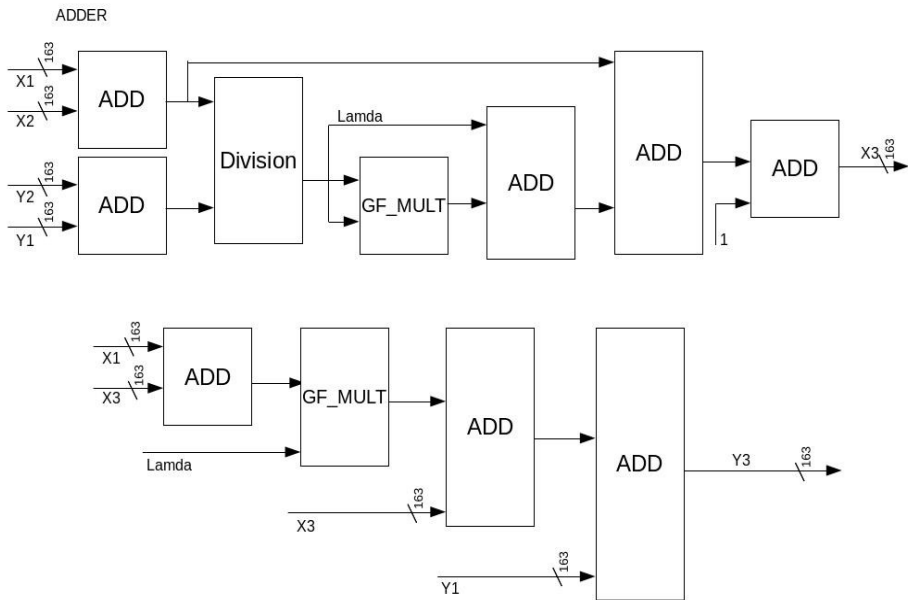 ADDER
163
X1
ADD
163
X2
163
Y2
ADD
163
Y1
Division
Lamda
GF_MULT
ADD
ADD
1
ADD
X3
163
163
X1
ADD
163
X3
GF_MULT
Lamda
ADD
163
X3
ADD
163
Y1
Y3
163